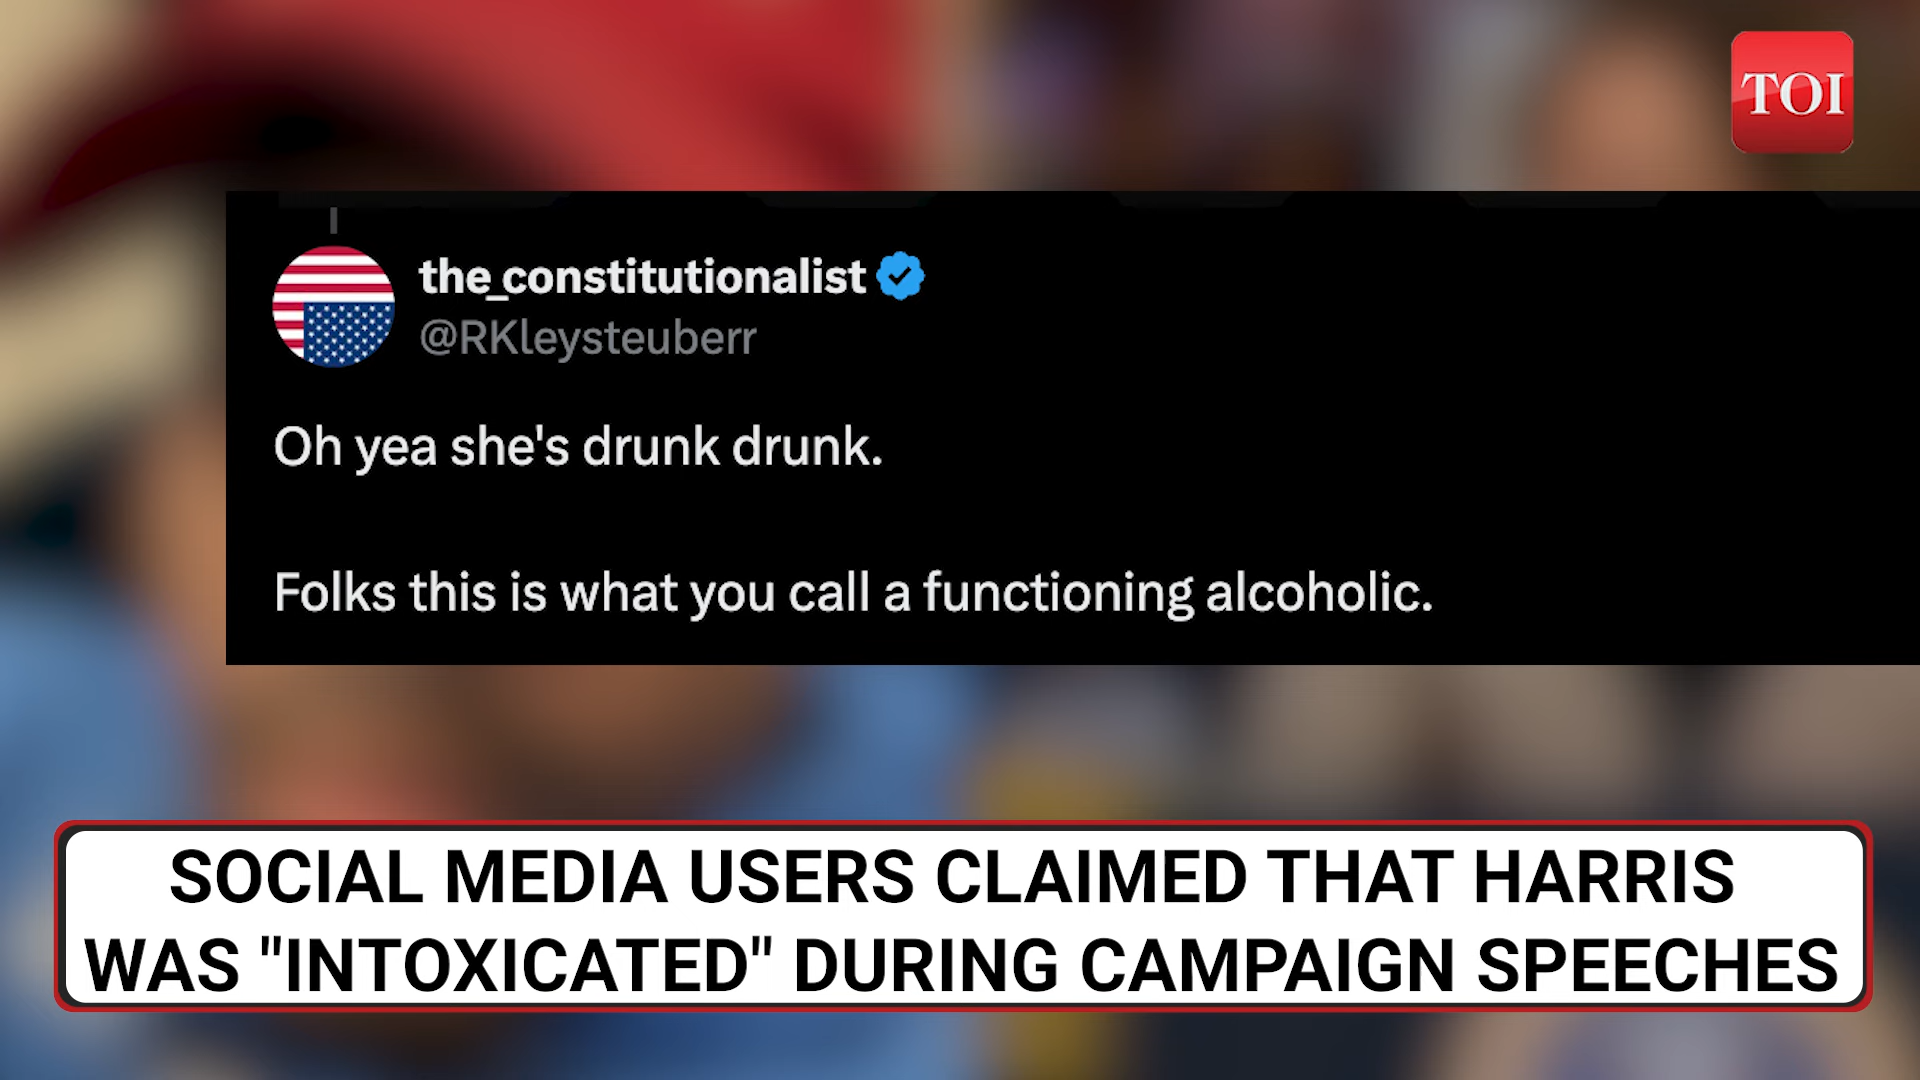 TOI
the_constitutionalist
@RKleysteuberr
Oh yea she's drunk drunk.
Folks this is what you call a functioning alcoholic.
SOCIAL MEDIA USERS CLAIMED THAT HARRIS
WAS "INTOXICATED" DURING CAMPAIGN SPEECHES